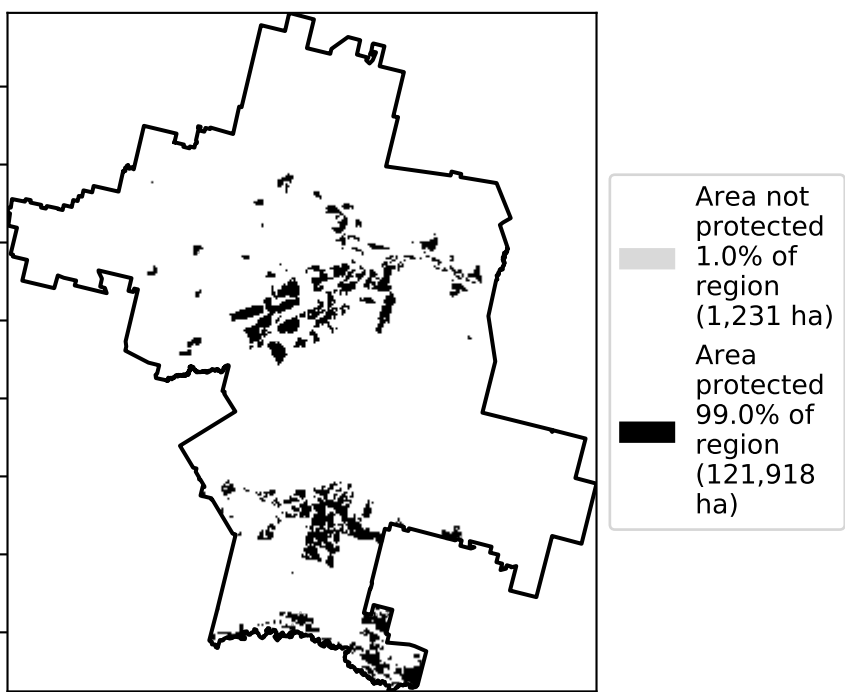 Area not
protected
1.0% of
region
(1,231 ha)
Area
protected
99.0% of
region
(121,918
ha)